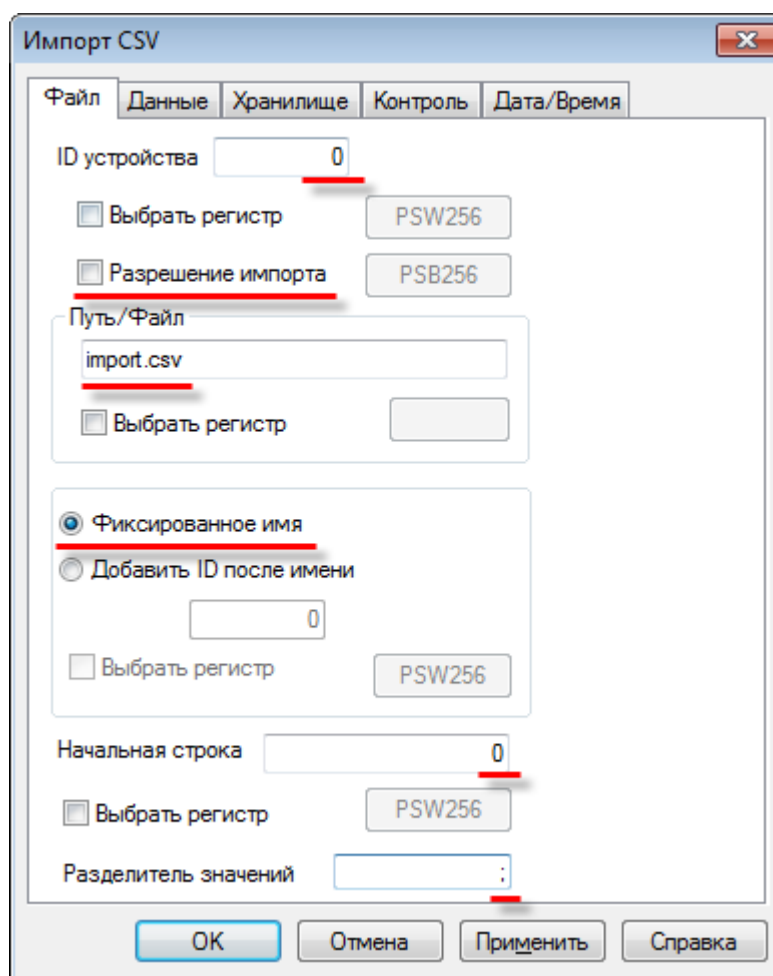 Импорт CSV
Файл Данные Хранилище Контроль Дата/Время
ID устройства 0
Выбрать регистр PSW256
Разрешение импорта PSB256
Путь/Файл
import.csv
Выбрать регистр
Фиксированное имя
Добавить ID после имени
0
Выбрать регистр PSW256
Начальная строка 0
Выбрать регистр PSW256
Разделитель значений ;
OK Отмена Применить Справка